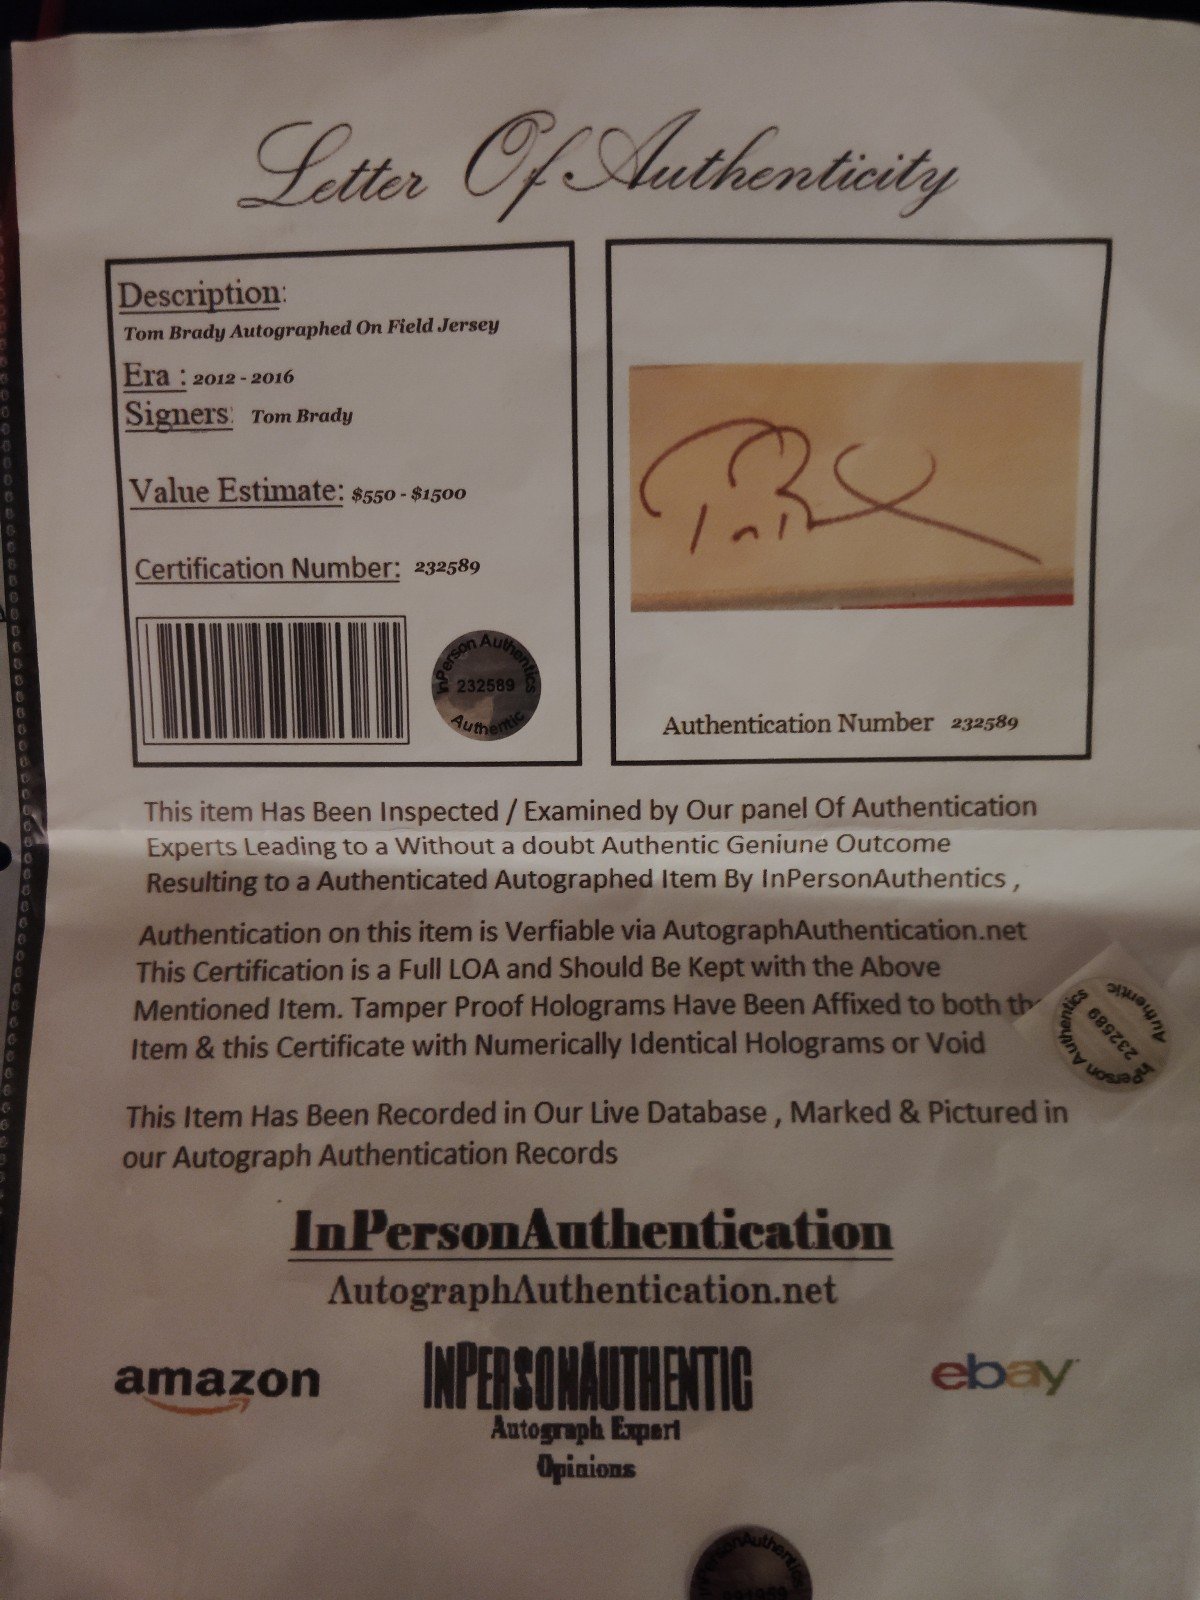 Letter Of Authenticity
Description:
Tom Brady Autographed On Field Jersey
Era : 2012 - 2016
Signers: Tom Brady
Value Estimate: $550 - $1500
Certification Number: 232589
InPerson Authentics
232589
Authentic
Authentication Number 232589
This item Has Been Inspected / Examined by Our panel Of Authentication
Experts Leading to a Without a doubt Authentic Geniune Outcome
Resulting to a Authenticated Autographed Item By InPersonAuthentics ,
Authentication on this item is Verfiable via AutographAuthentication.net
This Certification is a Full LOA and Should Be Kept with the Above
Mentioned Item. Tamper Proof Holograms Have Been Affixed to both th
Item & this Certificate with Numerically Identical Holograms or Void
InPerson Authentics
232589
Authentic
This Item Has Been Recorded in Our Live Database , Marked & Pictured in
our Autograph Authentication Records
InPersonAuthentication
AutographAuthentication.net
amazon
INPERSONAUTHENTIC
Autograph Expert
Opinions
ebay